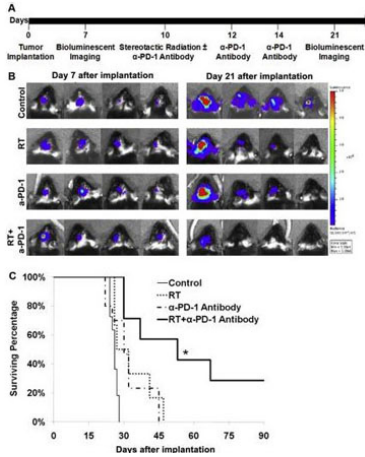 A
Days
0 7 10 12 14 21
Tumor Implantation
Bioluminescent Imaging
Stereotactic Radiation ± α-PD-1 Antibody
α-PD-1 Antibody
α-PD-1 Antibody
Bioluminescent Imaging
B
Day 7 after implantation
Day 21 after implantation
Control
RT
a-PD-1
RT+ a-PD-1
C
Control
RT
α-PD-1 Antibody
RT+α-PD-1 Antibody
Surviving Percentage
100%
80%
60%
40%
20%
0%
*
0 15 30 45 60 75 90
Days after implantation